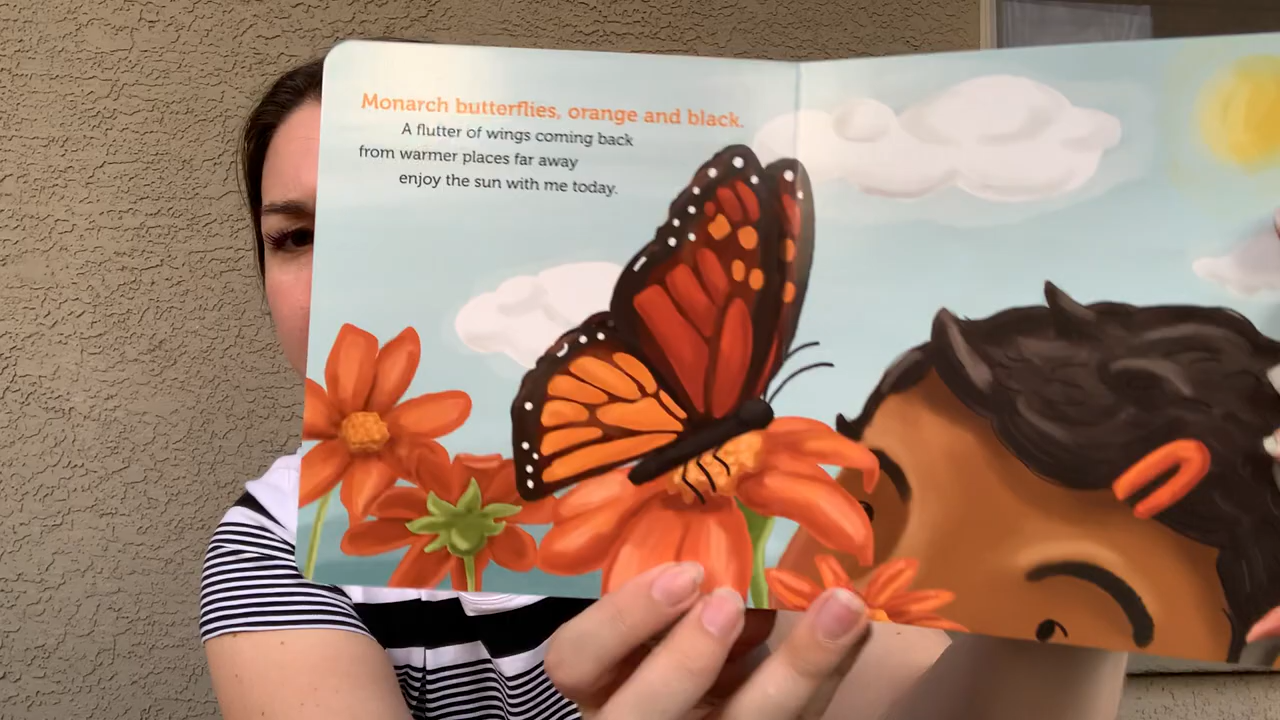 Monarch butterflies, orange and black.
A flutter of wings coming back
from warmer places far away
enjoy the sun with me today.